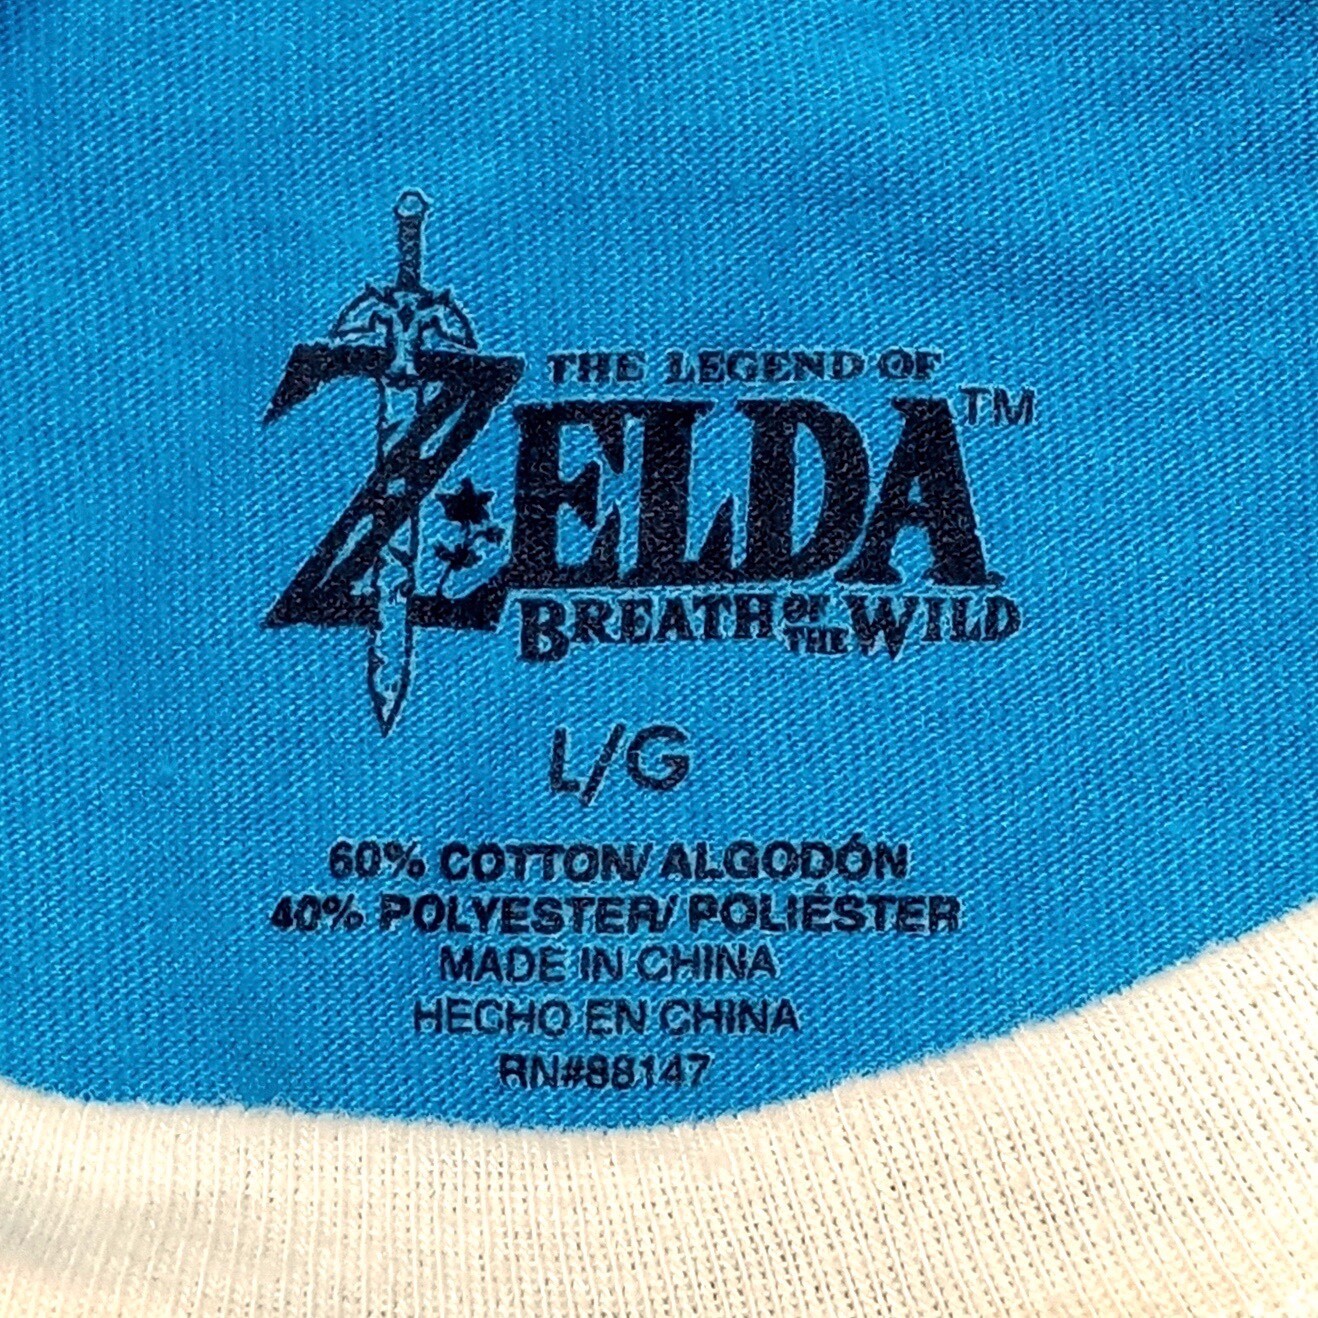 THE LEGEND OF
ZELDA™
BREATH OF THE WILD
L/G
60% COTTON/ ALGODÓN
40% POLYESTER/ POLIÉSTER
MADE IN CHINA
HECHO EN CHINA
RN#88147